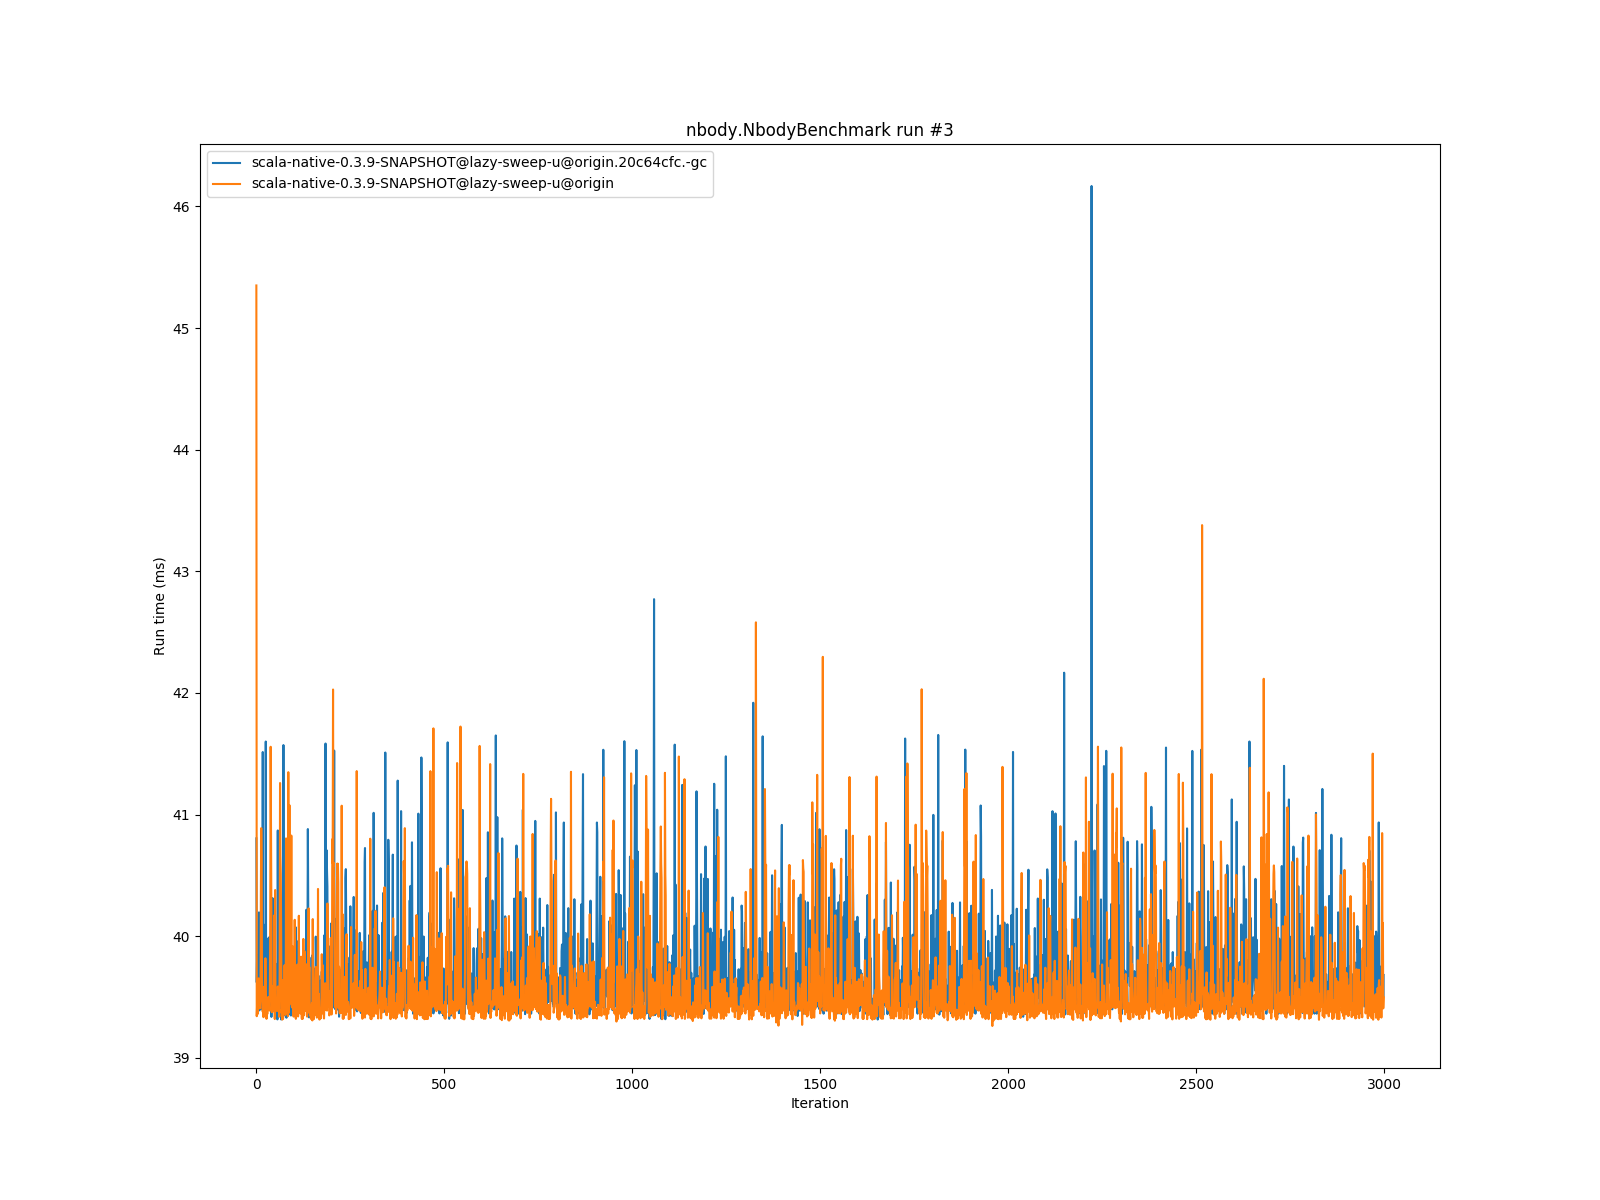 nbody.NbodyBenchmark run #3
scala-native-0.3.9-SNAPSHOT@lazy-sweep-u@origin.20c64cfc.-gc
scala-native-0.3.9-SNAPSHOT@lazy-sweep-u@origin
46
45
44
43
42
41
40
39
Run time (ms)
0 500 1000 1500 2000 2500 3000
Iteration